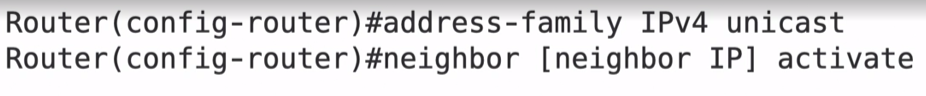 Router(config-router)#address-family IPv4 unicast
Router(config-router)#neighbor [neighbor IP] activate